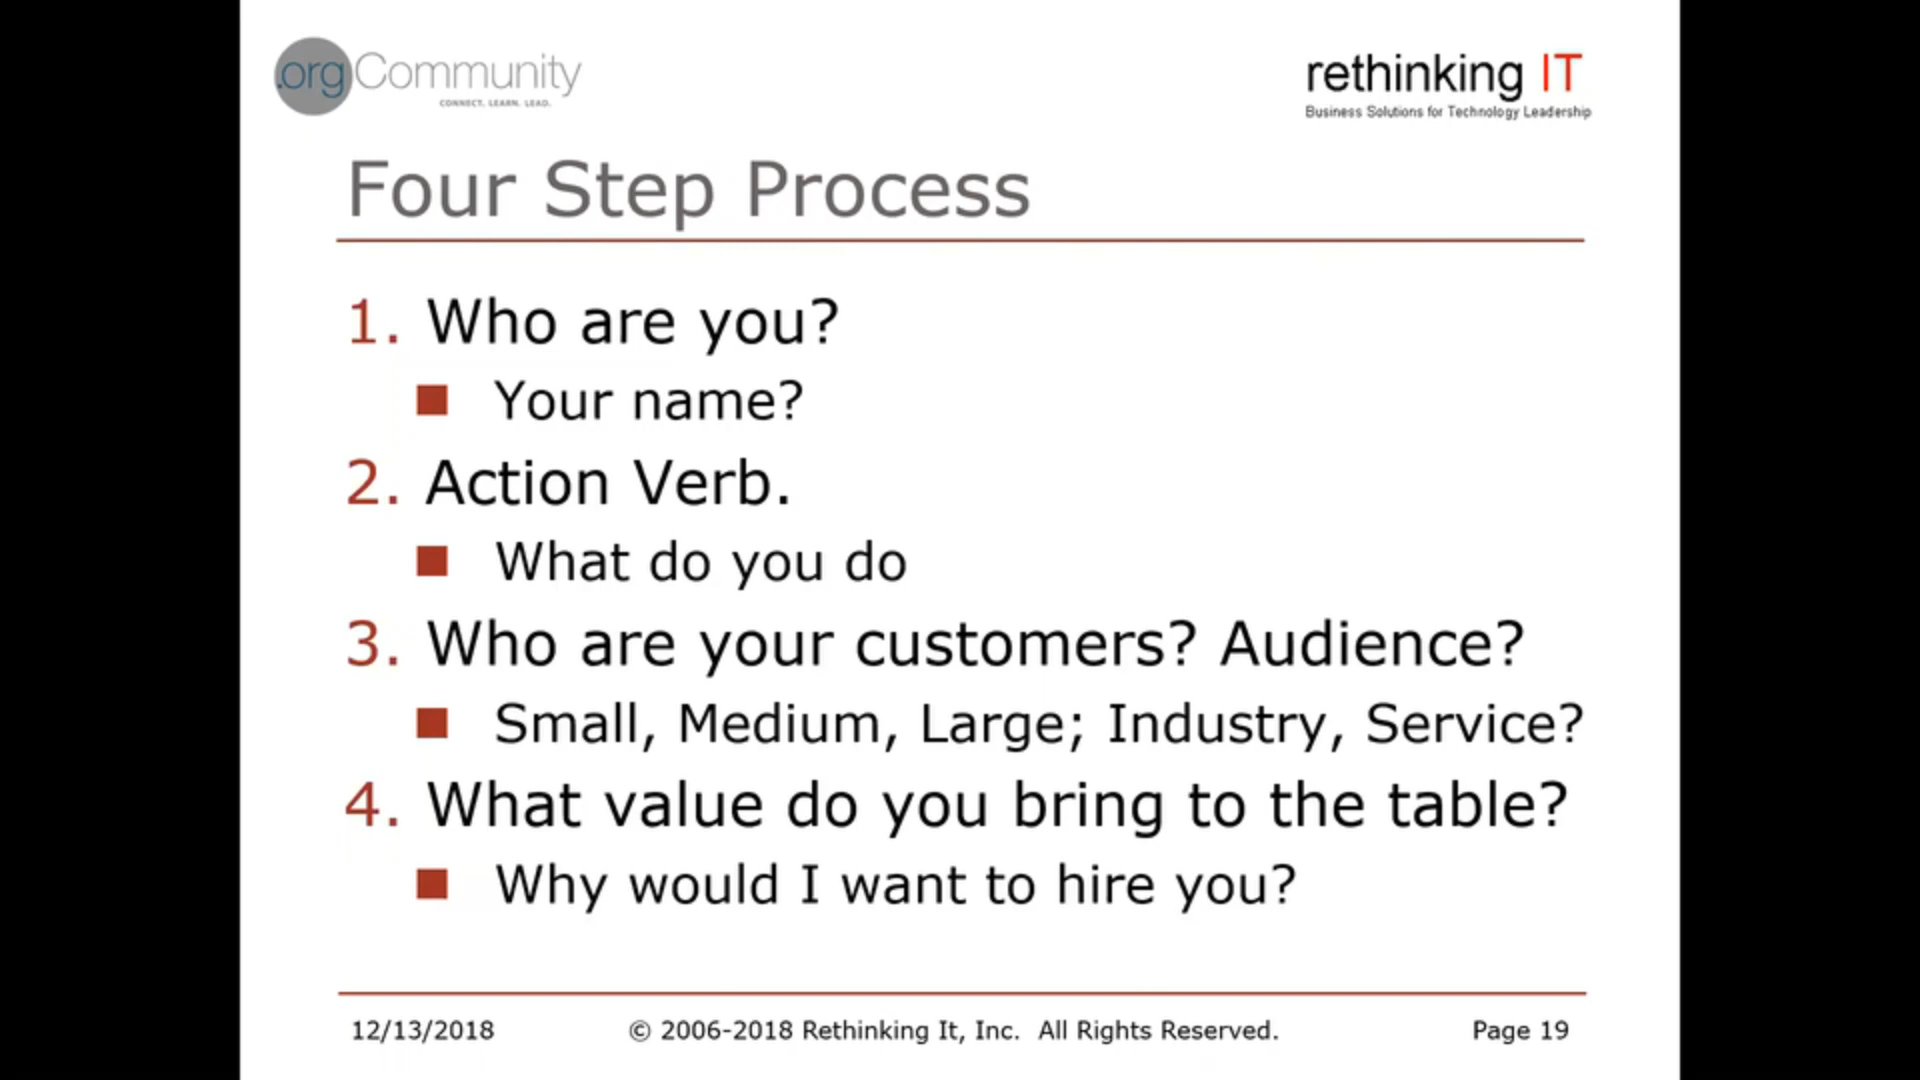 .orgCommunity
CONNECT. LEARN. LEAD.
rethinking IT
Business Solutions for Technology Leadership
Four Step Process
1. Who are you?
■ Your name?
2. Action Verb.
■ What do you do
3. Who are your customers? Audience?
■ Small, Medium, Large; Industry, Service?
4. What value do you bring to the table?
■ Why would I want to hire you?
12/13/2018 © 2006-2018 Rethinking It, Inc. All Rights Reserved. Page 19